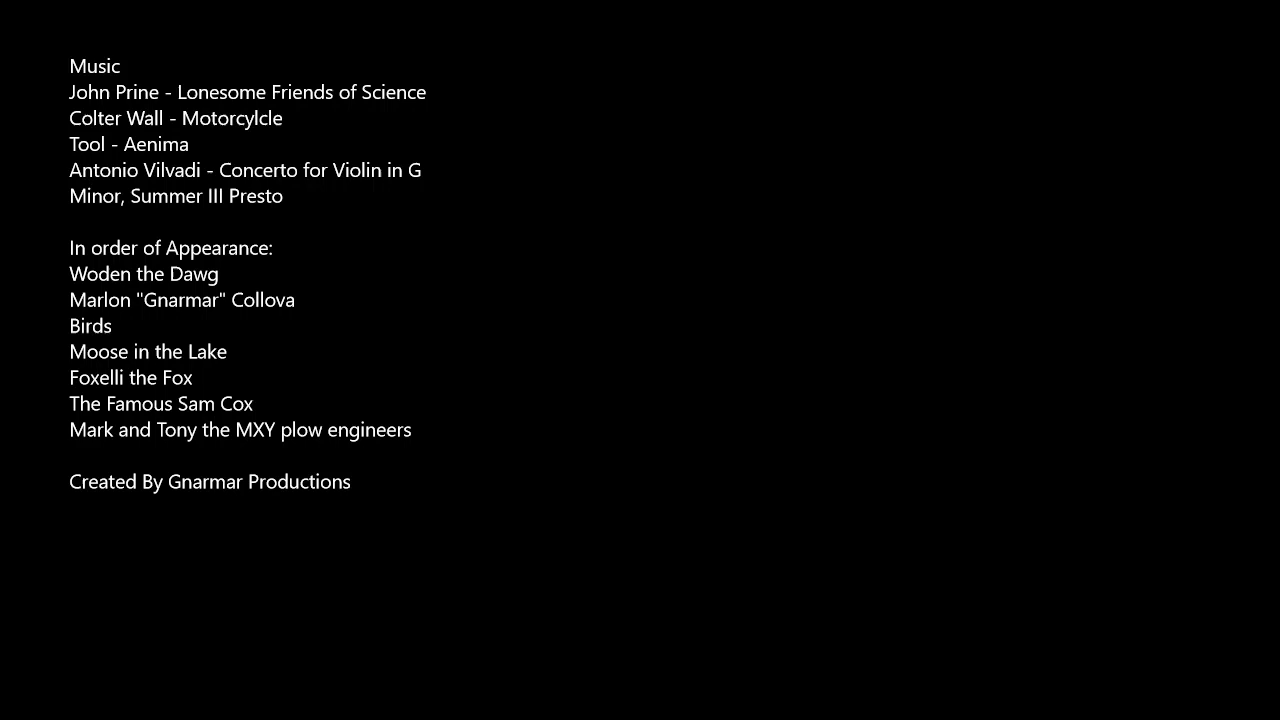 Music
John Prine - Lonesome Friends of Science
Colter Wall - Motorcylcle
Tool - Aenima
Antonio Vilvadi - Concerto for Violin in G
Minor, Summer III Presto
In order of Appearance:
Woden the Dawg
Marlon "Gnarmar" Collova
Birds
Moose in the Lake
Foxelli the Fox
The Famous Sam Cox
Mark and Tony the MXY plow engineers
Created By Gnarmar Productions